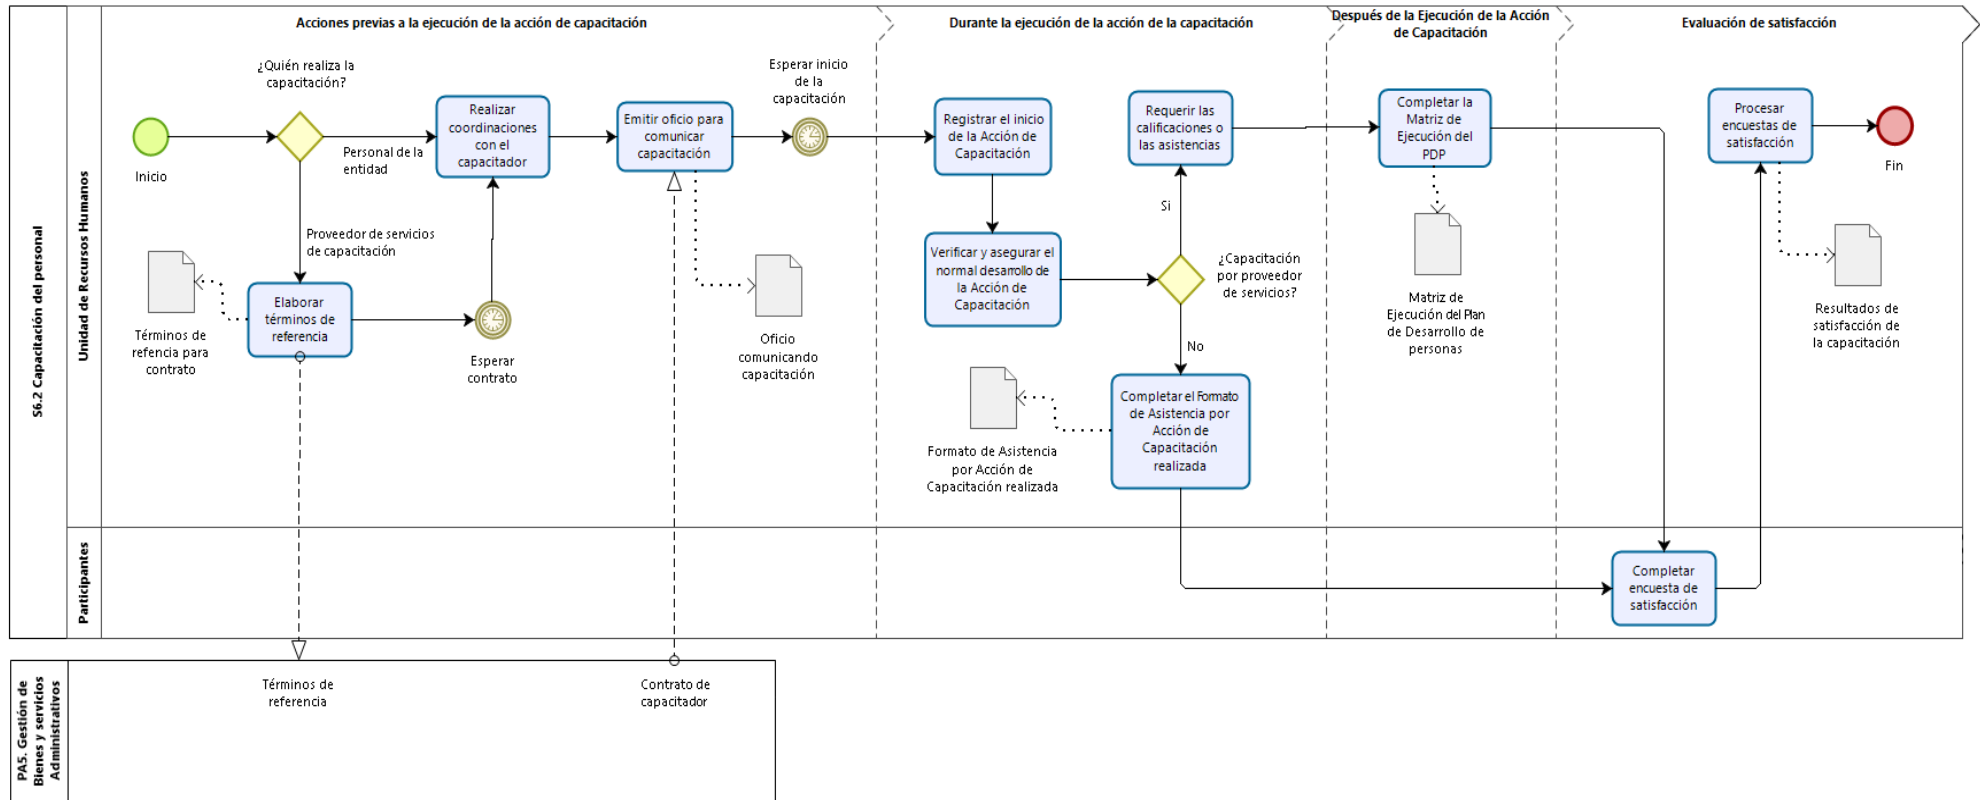 Acciones previas a la ejecución de la acción de capacitación
Durante la ejecución de la acción de la capacitación
Después de la Ejecución de la Acción
de Capacitación
Evaluación de satisfacción
S6.2 Capacitación del personal
Unidad de Recursos Humanos
Inicio
¿Quién realiza la
capacitación?
Personal de la
entidad
Proveedor de servicios
de capacitación
Términos de
refencia para
contrato
Elaborar
términos de
referencia
Realizar
coordinaciones
con el
capacitador
Esperar
contrato
Emitir oficio para
comunicar
capacitación
Oficio
comunicando
capacitación
Esperar inicio
de la
capacitación
Registrar el inicio
de la Acción de
Capacitación
Verificar y asegurar el
normal desarrollo de
la Acción de
Capacitación
Requerir las
calificaciones o
las asistencias
Si
¿Capacitación
por proveedor
de servicios?
No
Completar el Formato
de Asistencia por
Acción de
Capacitación
realizada
Formato de Asistencia
por Acción de
Capacitación realizada
Completar la
Matriz de
Ejecución del
PDP
Matriz de
Ejecución del Plan
de Desarrollo de
personas
Procesar
encuestas de
satisfacción
Fin
Resultados de
satisfacción de
la capacitación
Participantes
Completar
encuesta de
satisfacción
PA5. Gestión de
Bienes y servicios
Administrativos
Términos de
referencia
Contrato de
capacitador